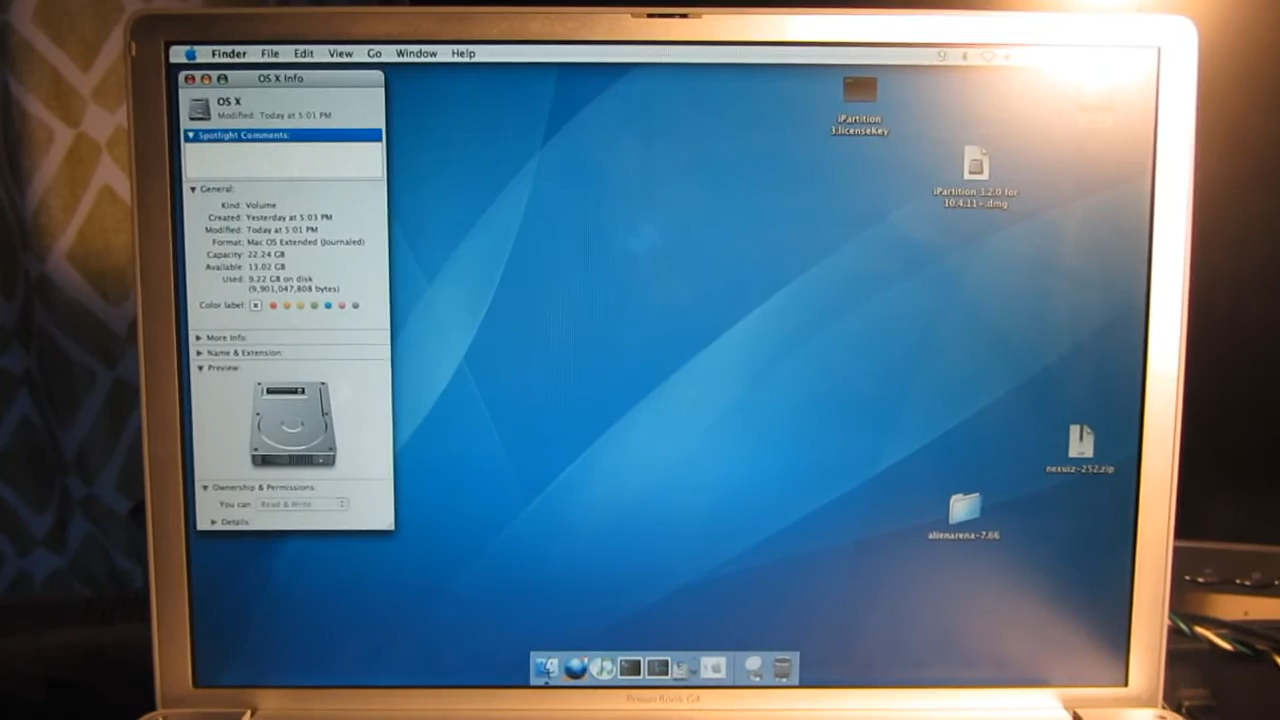 Finder File Edit View Go Window Help
OS X Info
OS X
Modified: Today at 5:01 PM
Spotlight Comments:
General:
Kind: Volume
Created: Yesterday at 5:03 PM
Modified: Today at 5:01 PM
Format: Mac OS Extended (Journaled)
Capacity: 22.24 GB
Available: 13.02 GB
Used: 9.22 GB on disk
(9,901,047,808 bytes)
Color label:
More Info:
Name & Extension:
Preview:
Ownership & Permissions:
You can Read & Write
Details:
iPartition
3.licenseKey
iPartition 3.2.0 for
10.4.11+.dmg
nexuiz-252.zip
alienarena-7.66
PowerBook G4